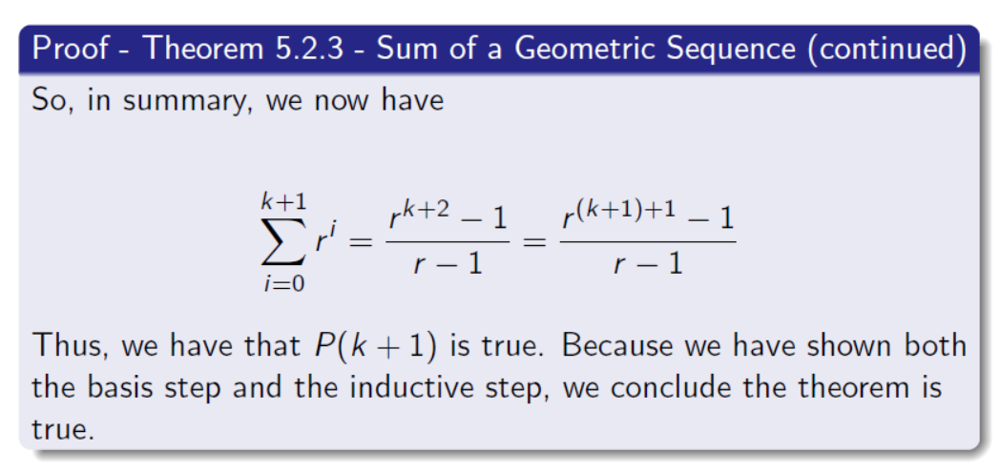 Proof - Theorem 5.2.3 - Sum of a Geometric Sequence (continued)
So, in summary, we now have
$$\sum_{i=0}^{k+1} r^i = \frac{r^{k+2} - 1}{r - 1} = \frac{r^{(k+1)+1} - 1}{r - 1}$$
Thus, we have that $P(k + 1)$ is true. Because we have shown both
the basis step and the inductive step, we conclude the theorem is
true.